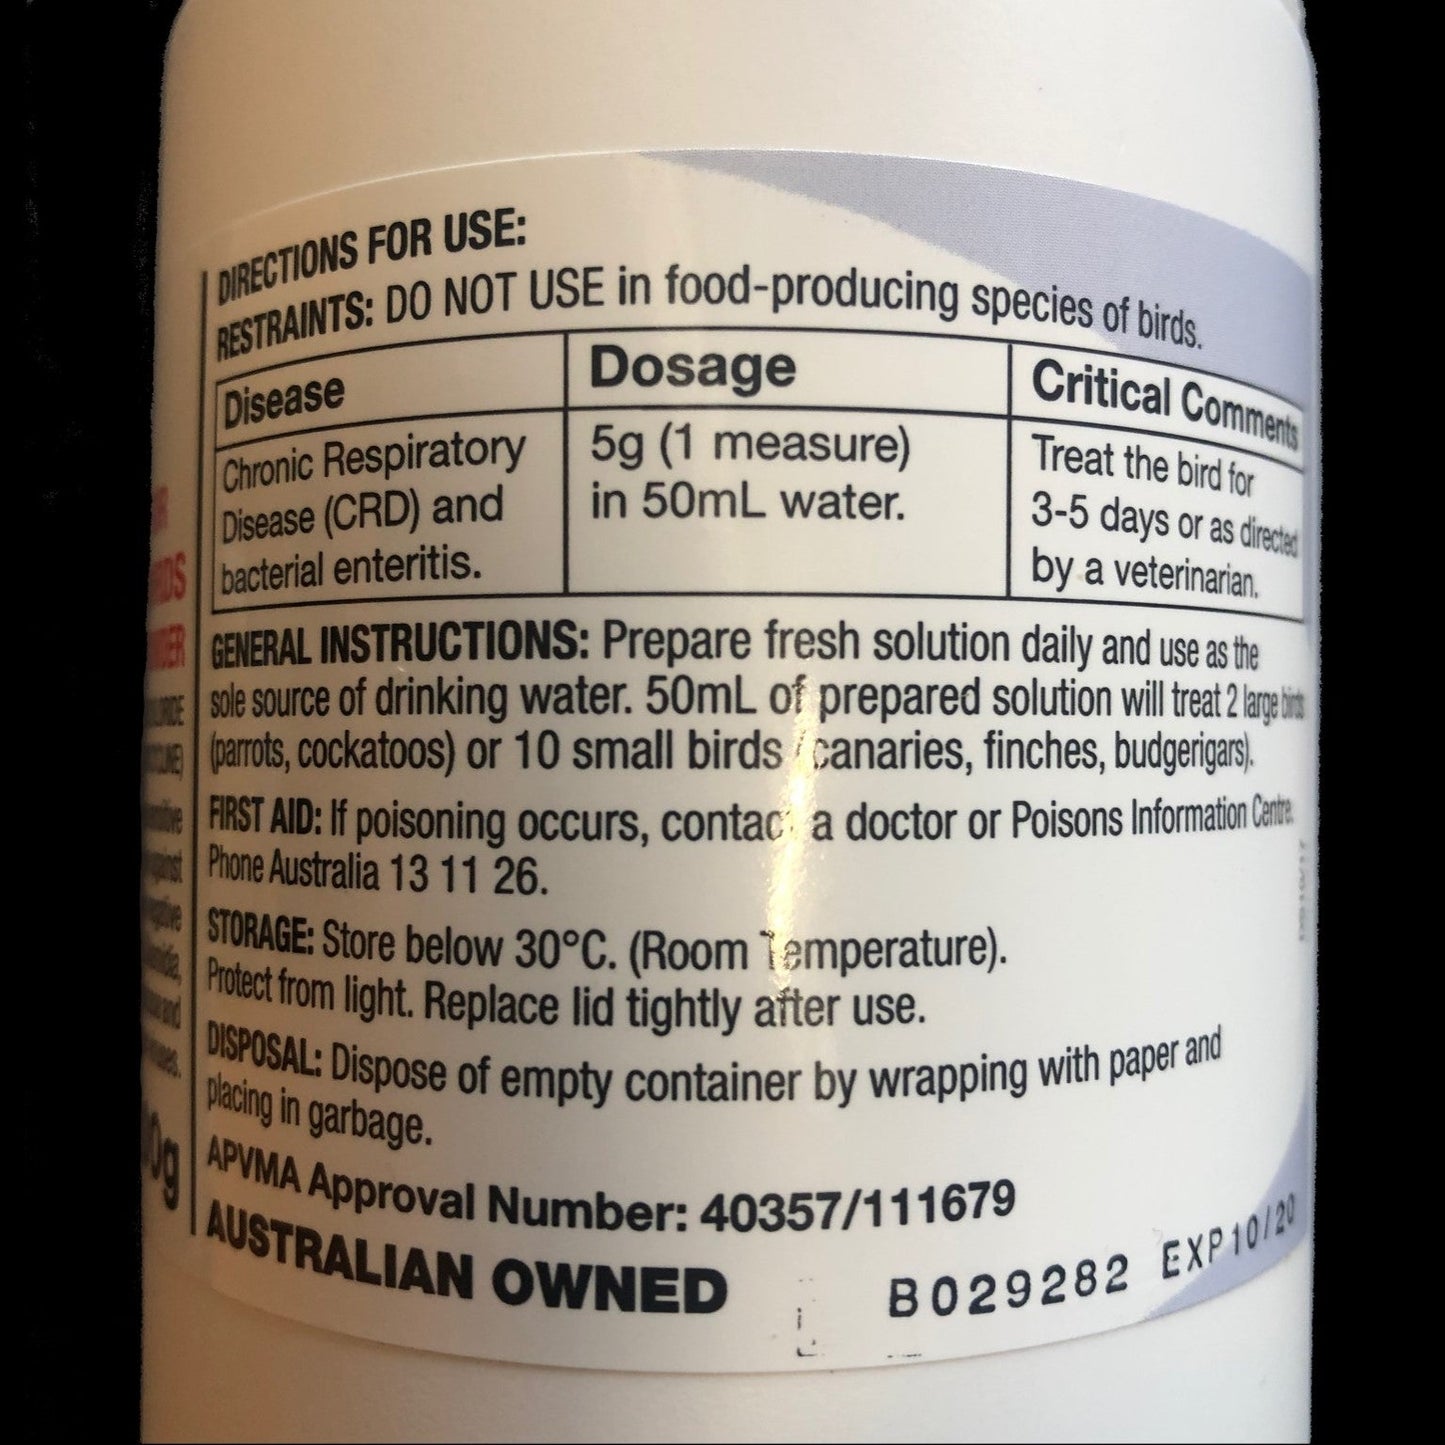 DIRECTIONS FOR USE:
RESTRAINTS: DO NOT USE in food-producing species of birds.
Disease Dosage Critical Comments
Chronic Respiratory 5g (1 measure) Treat the bird for
Disease (CRD) and in 50mL water. 3-5 days or as directed
bacterial enteritis. by a veterinarian.
GENERAL INSTRUCTIONS: Prepare fresh solution daily and use as the
sole source of drinking water. 50mL of prepared solution will treat 2 large birds
(parrots, cockatoos) or 10 small birds (canaries, finches, budgerigars).
FIRST AID: If poisoning occurs, contact a doctor or Poisons Information Centre.
Phone Australia 13 11 26.
STORAGE: Store below 30°C. (Room Temperature).
Protect from light. Replace lid tightly after use.
DISPOSAL: Dispose of empty container by wrapping with paper and
placing in garbage.
APVMA Approval Number: 40357/111679
AUSTRALIAN OWNED
B029282 EXP10/20